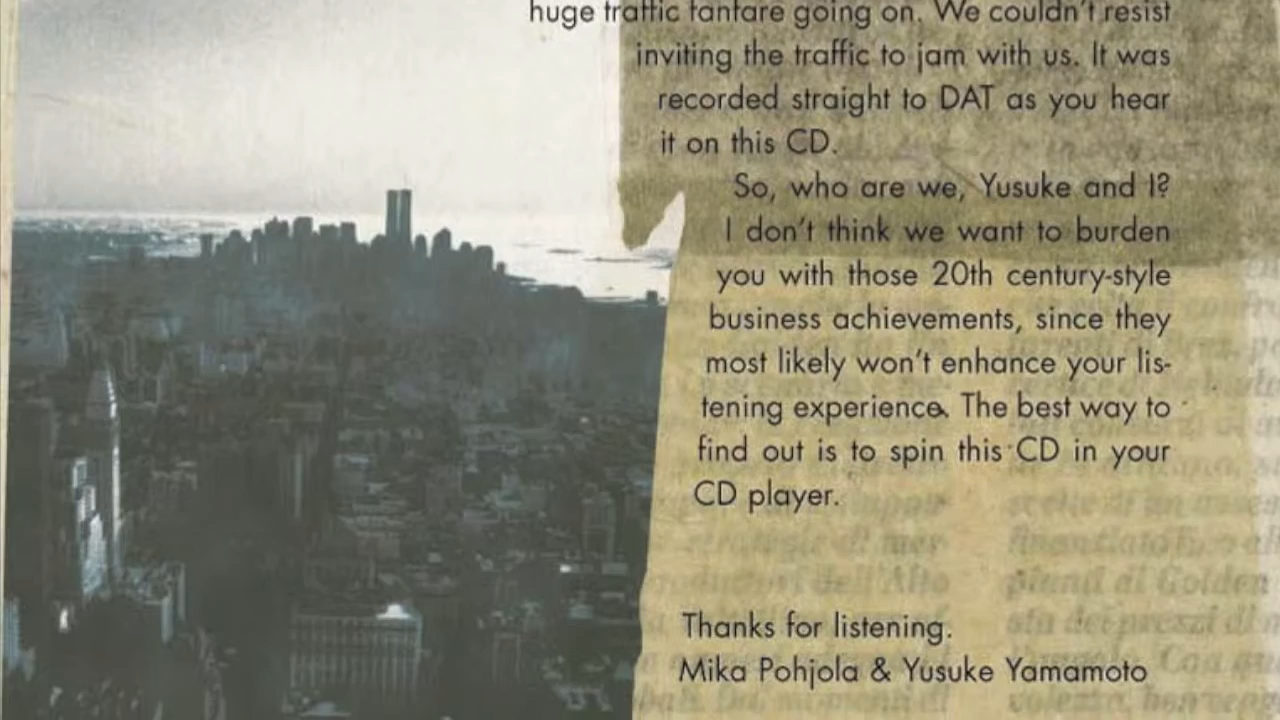 huge traffic fanfare going on. We couldn't resist
inviting the traffic to jam with us. It was
recorded straight to DAT as you hear
it on this CD.
So, who are we, Yusuke and I?
I don't think we want to burden
you with those 20th century-style
business achievements, since they
most likely won't enhance your lis-
tening experience. The best way to
find out is to spin this CD in your
CD player.
Thanks for listening.
Mika Pohjola & Yusuke Yamamoto